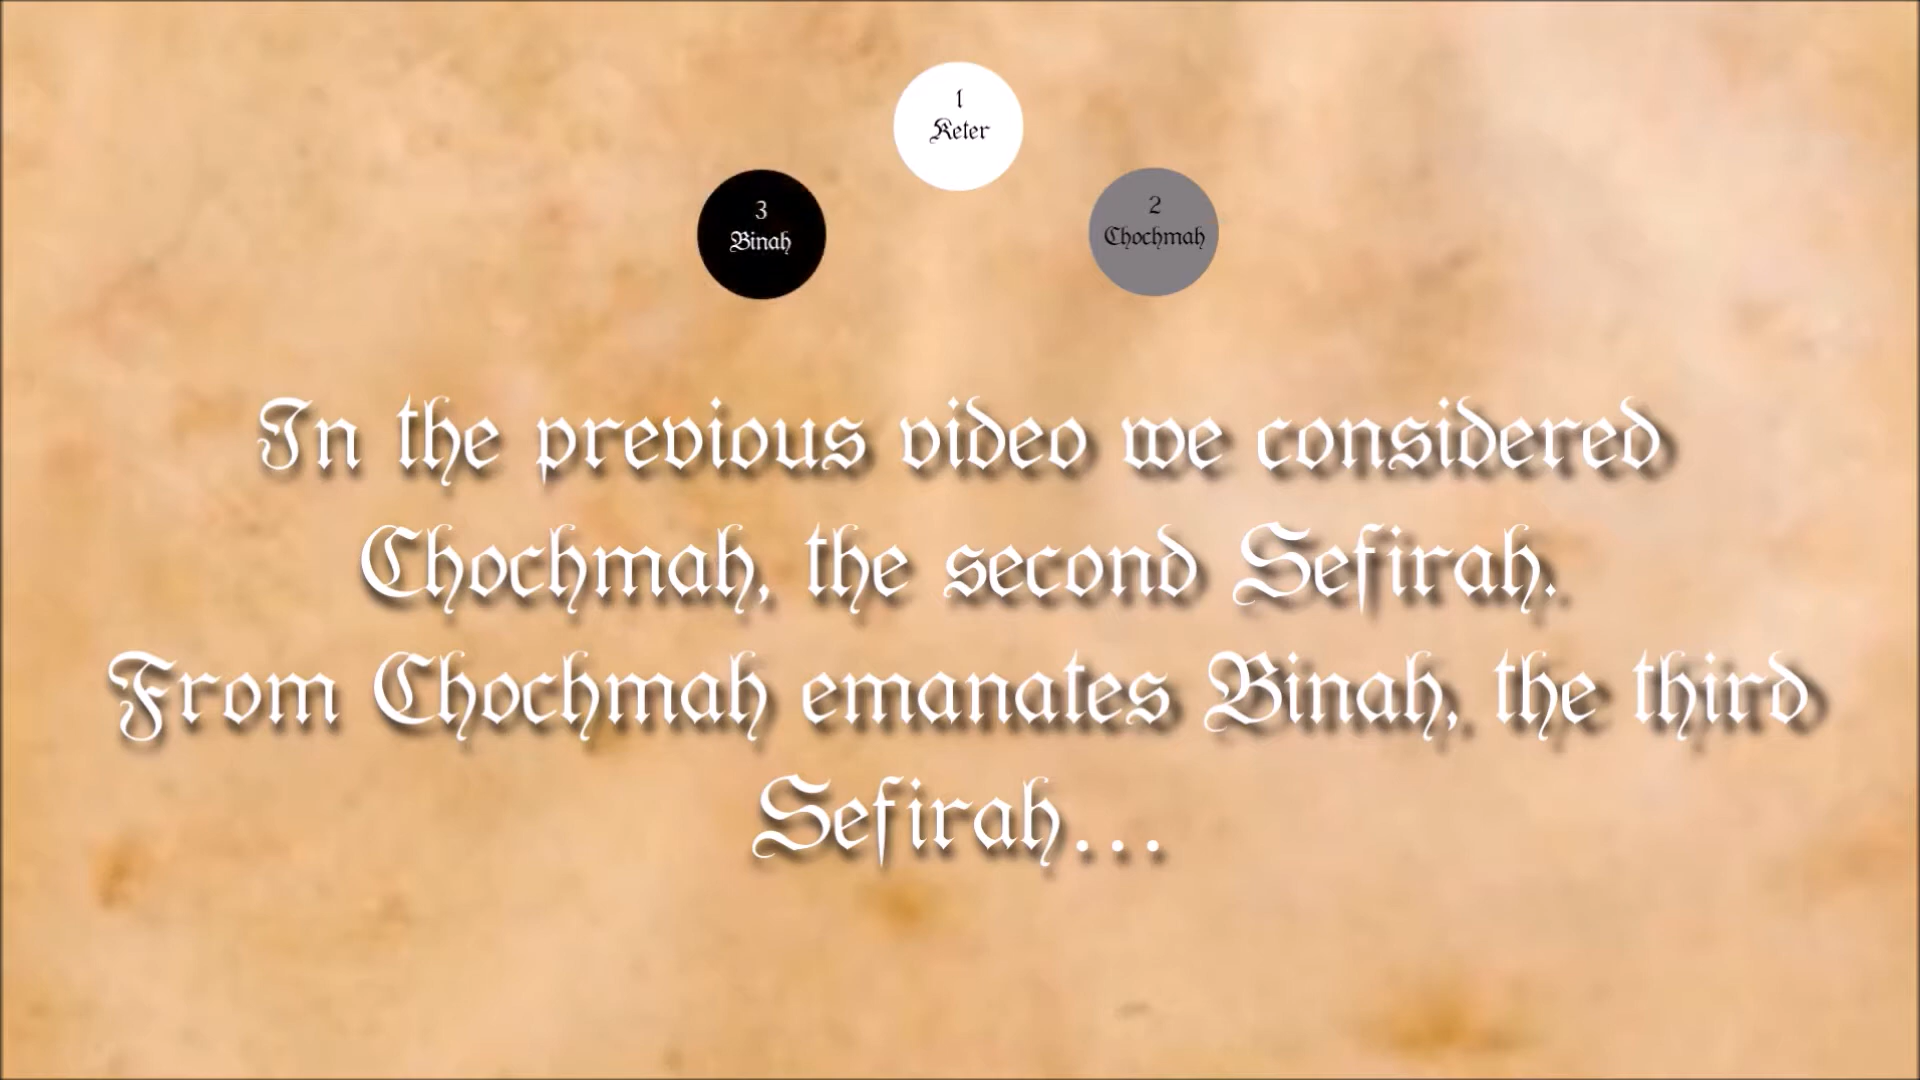 1
Keter
3
Binah
2
Chochmah
In the previous video we considered
Chochmah, the second Sefirah.
From Chochmah emanates Binah, the third
Sefirah...